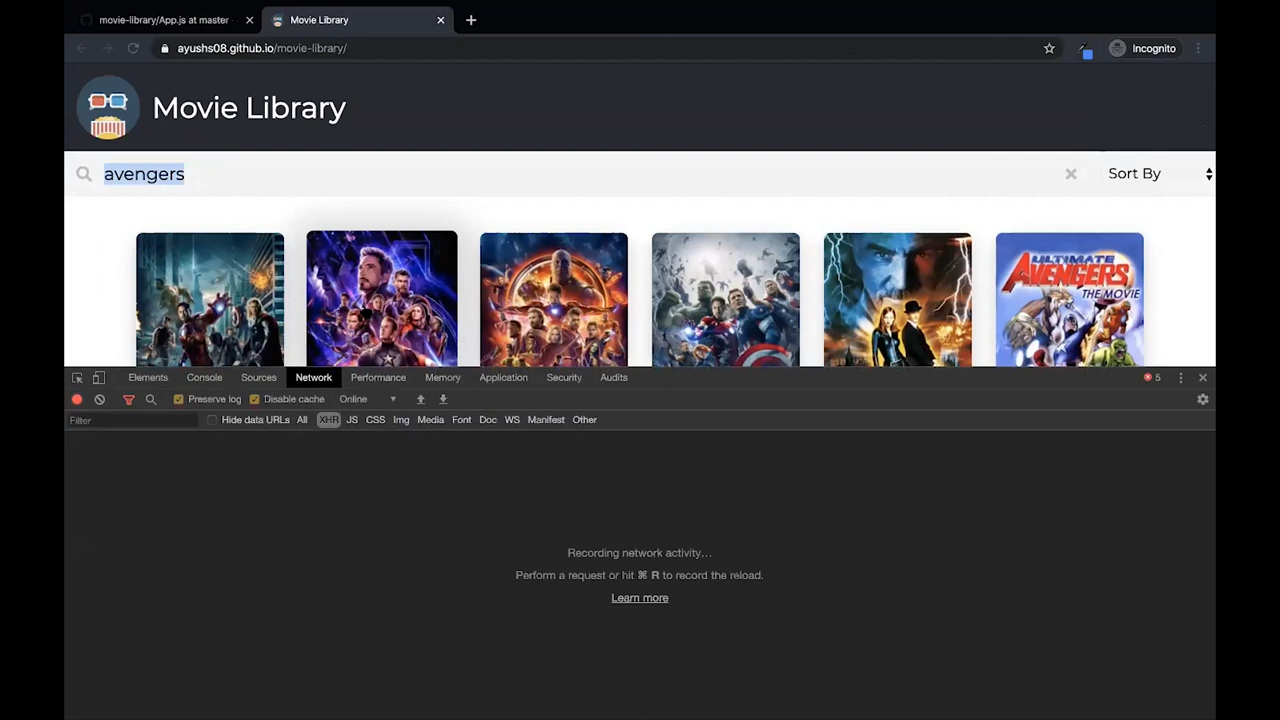 movie-library/App.js at master
Movie Library
ayushs08.github.io/movie-library/
Incognito
Movie Library
avengers
Sort By
ULTIMATE
AVENGERS
THE MOVIE
Elements Console Sources Network Performance Memory Application Security Audits 5
Preserve log Disable cache Online
Filter Hide data URLs All XHR JS CSS Img Media Font Doc WS Manifest Other
Recording network activity…
Perform a request or hit ⌘ R to record the reload.
Learn more